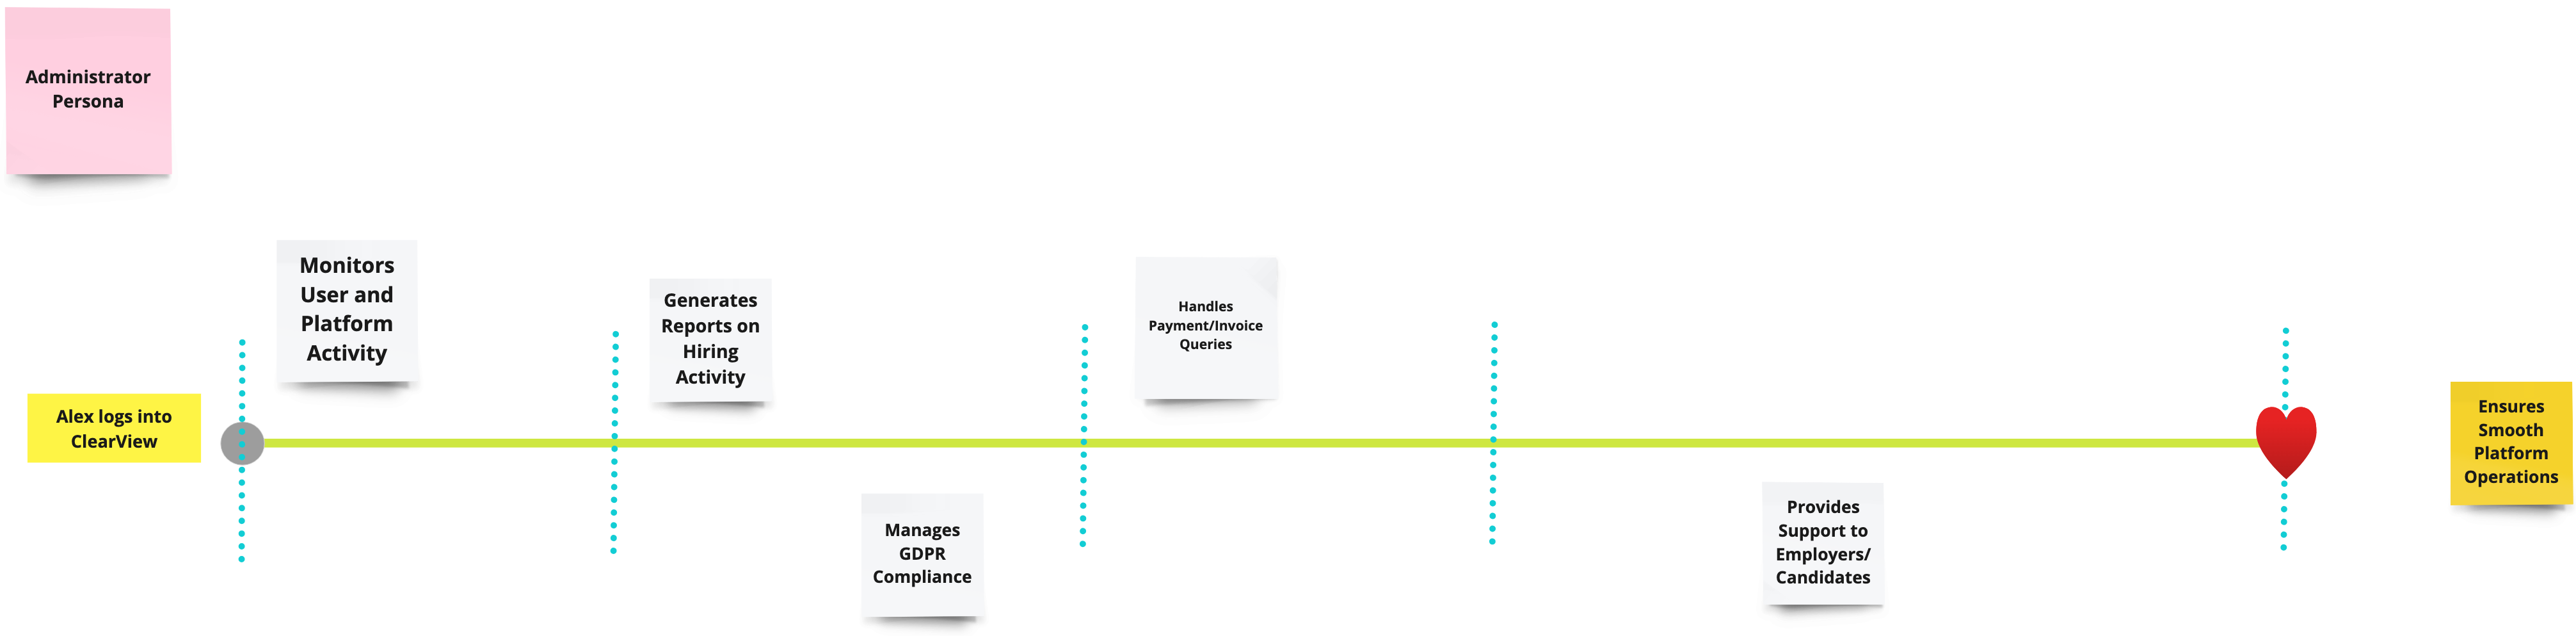 Administrator
Persona
Monitors
User and
Platform
Activity
Generates
Reports on
Hiring
Activity
Handles
Payment/Invoice
Queries
Alex logs into
ClearView
Ensures
Smooth
Platform
Operations
Manages
GDPR
Compliance
Provides
Support to
Employers/
Candidates